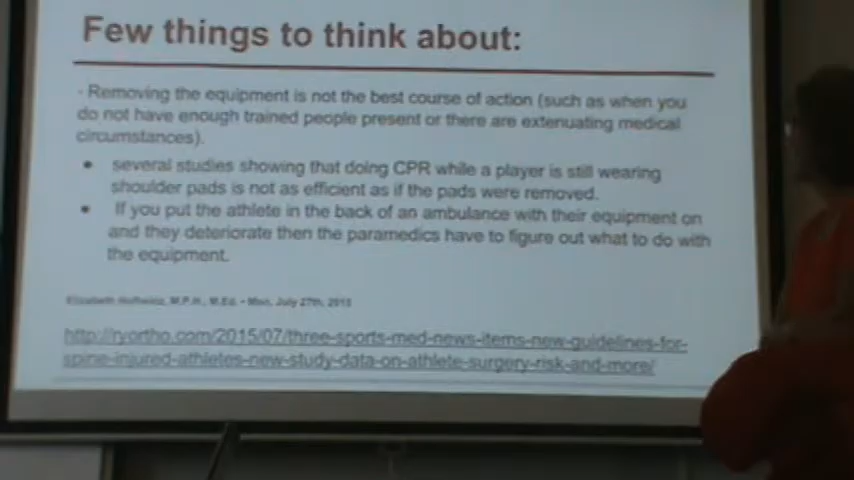 Few things to think about:
- Removing the equipment is not the best course of action (such as when you
do not have enough trained people present or there are extenuating medical
circumstances).
• several studies showing that doing CPR while a player is still wearing
shoulder pads is not as efficient as if the pads were removed.
• If you put the athlete in the back of an ambulance with their equipment on
and they deteriorate then the paramedics have to figure out what to do with
the equipment.
Elizabeth M.P.H., M.Ed. • Mon, July 27th, 2015
http://ryortho.com/2015/07/three-sports-med-news-items-new-guidelines-for-
spine-injured-athletes-new-study-data-on-athlete-surgery-risk-and-more/